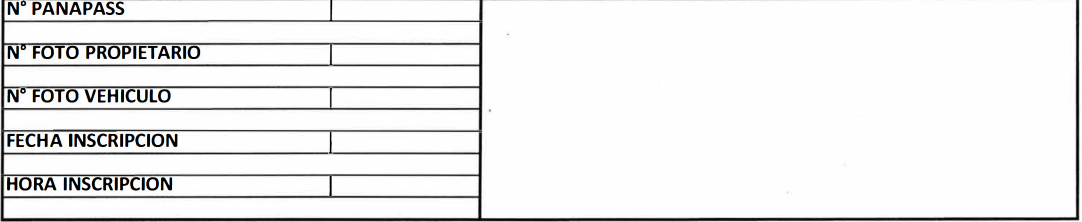 N° PANAPASS
N° FOTO PROPIETARIO
N° FOTO VEHICULO
FECHA INSCRIPCION
HORA INSCRIPCION